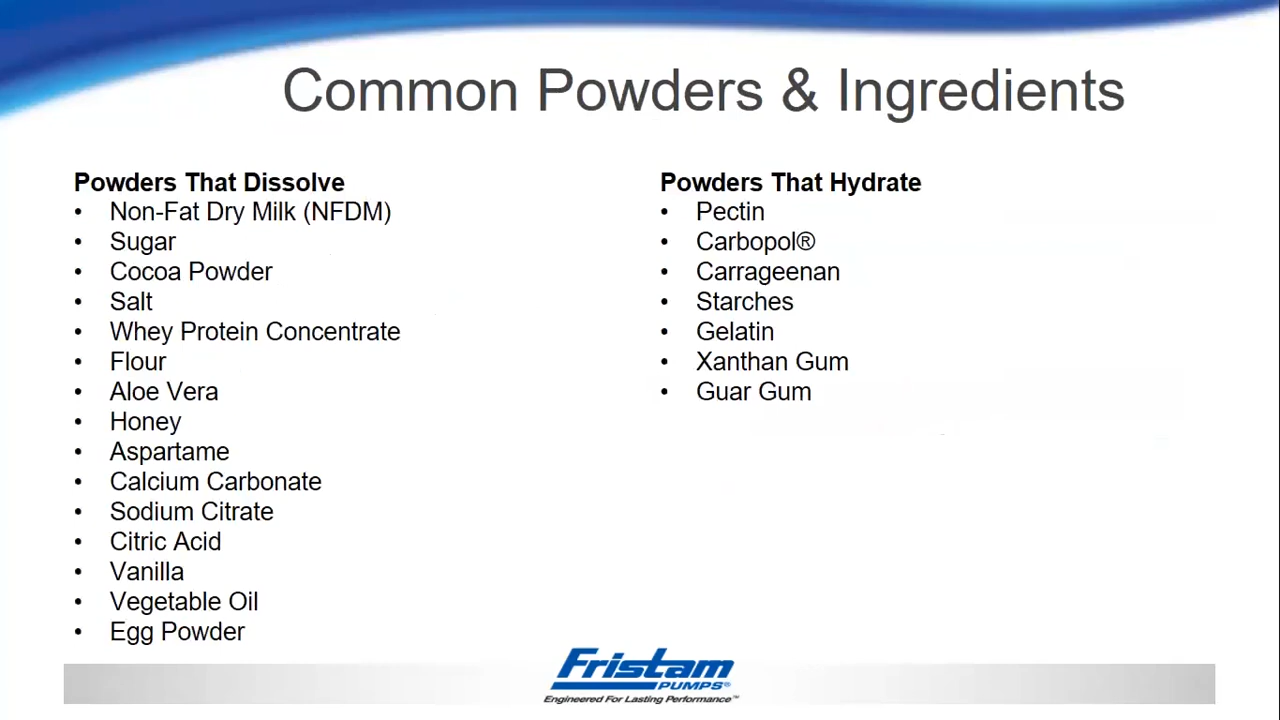 Common Powders & Ingredients
Powders That Dissolve
• Non-Fat Dry Milk (NFDM)
• Sugar
• Cocoa Powder
• Salt
• Whey Protein Concentrate
• Flour
• Aloe Vera
• Honey
• Aspartame
• Calcium Carbonate
• Sodium Citrate
• Citric Acid
• Vanilla
• Vegetable Oil
• Egg Powder
Powders That Hydrate
• Pectin
• Carbopol®
• Carrageenan
• Starches
• Gelatin
• Xanthan Gum
• Guar Gum
Fristam
PUMPS®
Engineered For Lasting Performance™